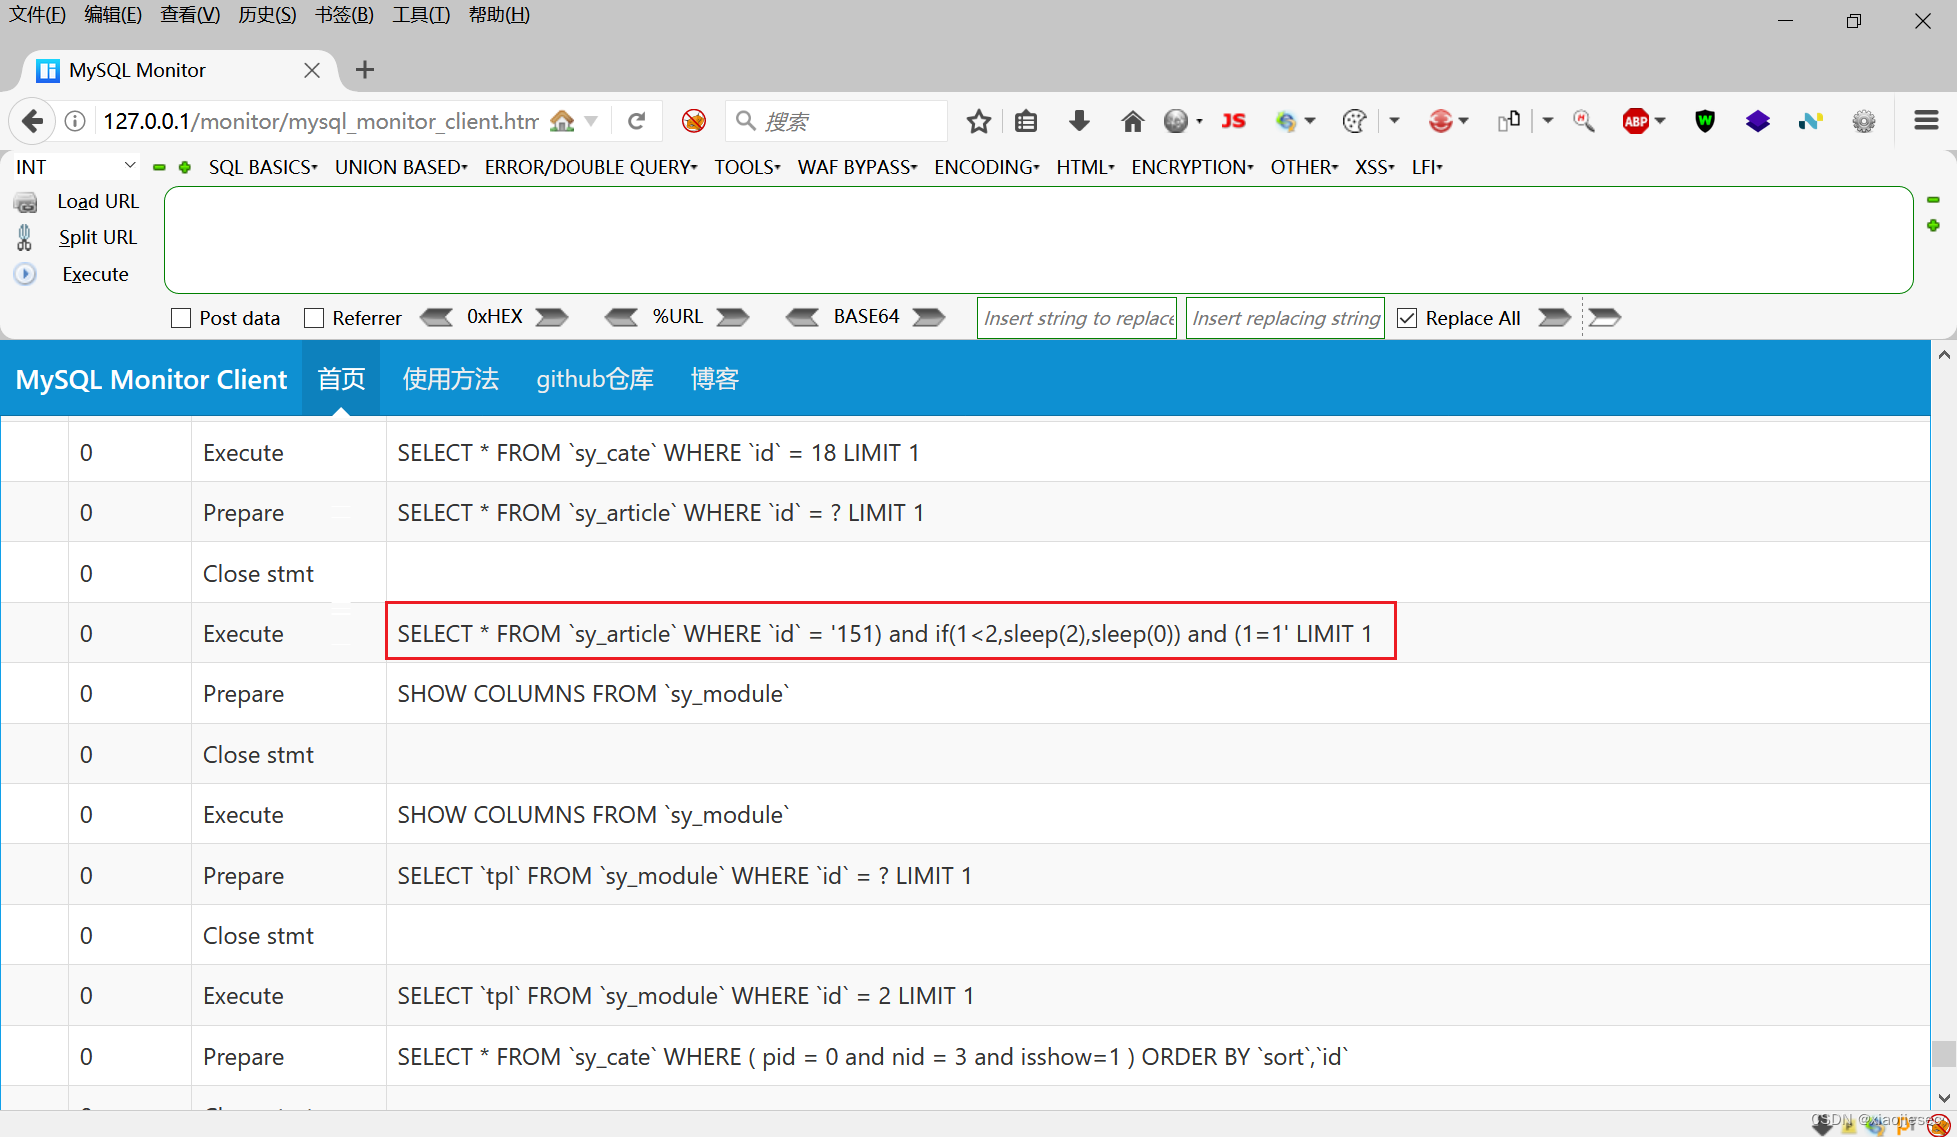 文件(F) 编辑(E) 查看(V) 历史(S) 书签(B) 工具(T) 帮助(H)
MySQL Monitor
127.0.0.1/monitor/mysql_monitor_client.htm
搜索
JS
ABP
INT
SQL BASICS UNION BASED ERROR/DOUBLE QUERY TOOLS WAF BYPASS ENCODING HTML ENCRYPTION OTHER XSS LFI
Load URL
Split URL
Execute
Post data Referrer 0xHEX %URL BASE64 Insert string to replace Insert replacing string Replace All
MySQL Monitor Client 首页 使用方法 github仓库 博客
0 Execute SELECT * FROM `sy_cate` WHERE `id` = 18 LIMIT 1
0 Prepare SELECT * FROM `sy_article` WHERE `id` = ? LIMIT 1
0 Close stmt
0 Execute SELECT * FROM `sy_article` WHERE `id` = '151) and if(1<2,sleep(2),sleep(0)) and (1=1' LIMIT 1
0 Prepare SHOW COLUMNS FROM `sy_module`
0 Close stmt
0 Execute SHOW COLUMNS FROM `sy_module`
0 Prepare SELECT `tpl` FROM `sy_module` WHERE `id` = ? LIMIT 1
0 Close stmt
0 Execute SELECT `tpl` FROM `sy_module` WHERE `id` = 2 LIMIT 1
0 Prepare SELECT * FROM `sy_cate` WHERE ( pid = 0 and nid = 3 and isshow=1 ) ORDER BY `sort`,`id`
CSDN @xiaojieseo